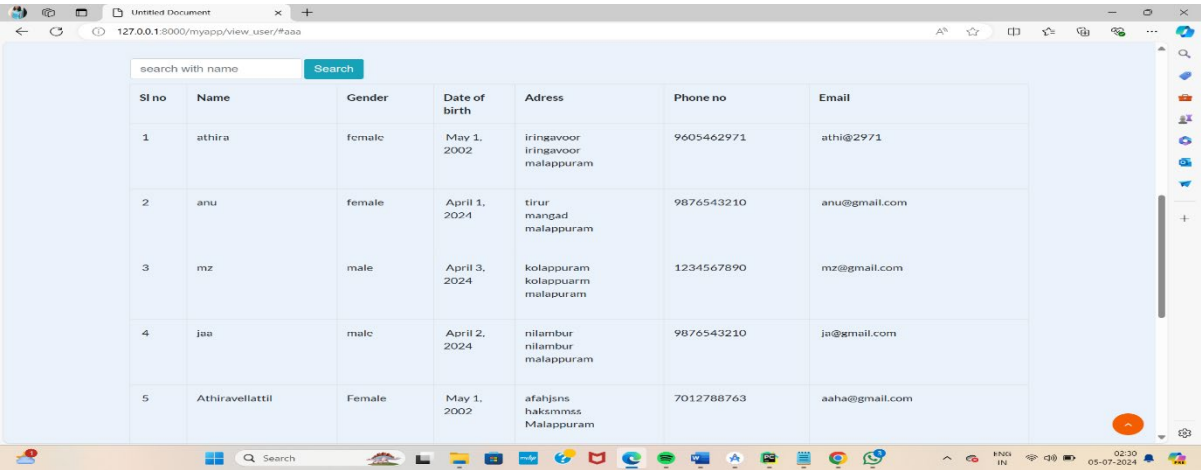 Untitled Document
127.0.0.1:8000/myapp/view_user/#aaa
search with name Search
Sl no Name Gender Date of birth Adress Phone no Email
1 athira female May 1, 2002 iringavoor iringavoor malappuram 9605462971 athi@2971
2 anu female April 1, 2024 tirur mangad malappuram 9876543210 anu@gmail.com
3 mz male April 3, 2024 kolappuram kolappuarm malapuram 1234567890 mz@gmail.com
4 jaa male April 2, 2024 nilambur nilambur malappuram 9876543210 ja@gmail.com
5 Athiravellattil Female May 1, 2002 afahjsns haksmmss Malappuram 7012788763 aaha@gmail.com
Search
ENG
IN
02:30
05-07-2024